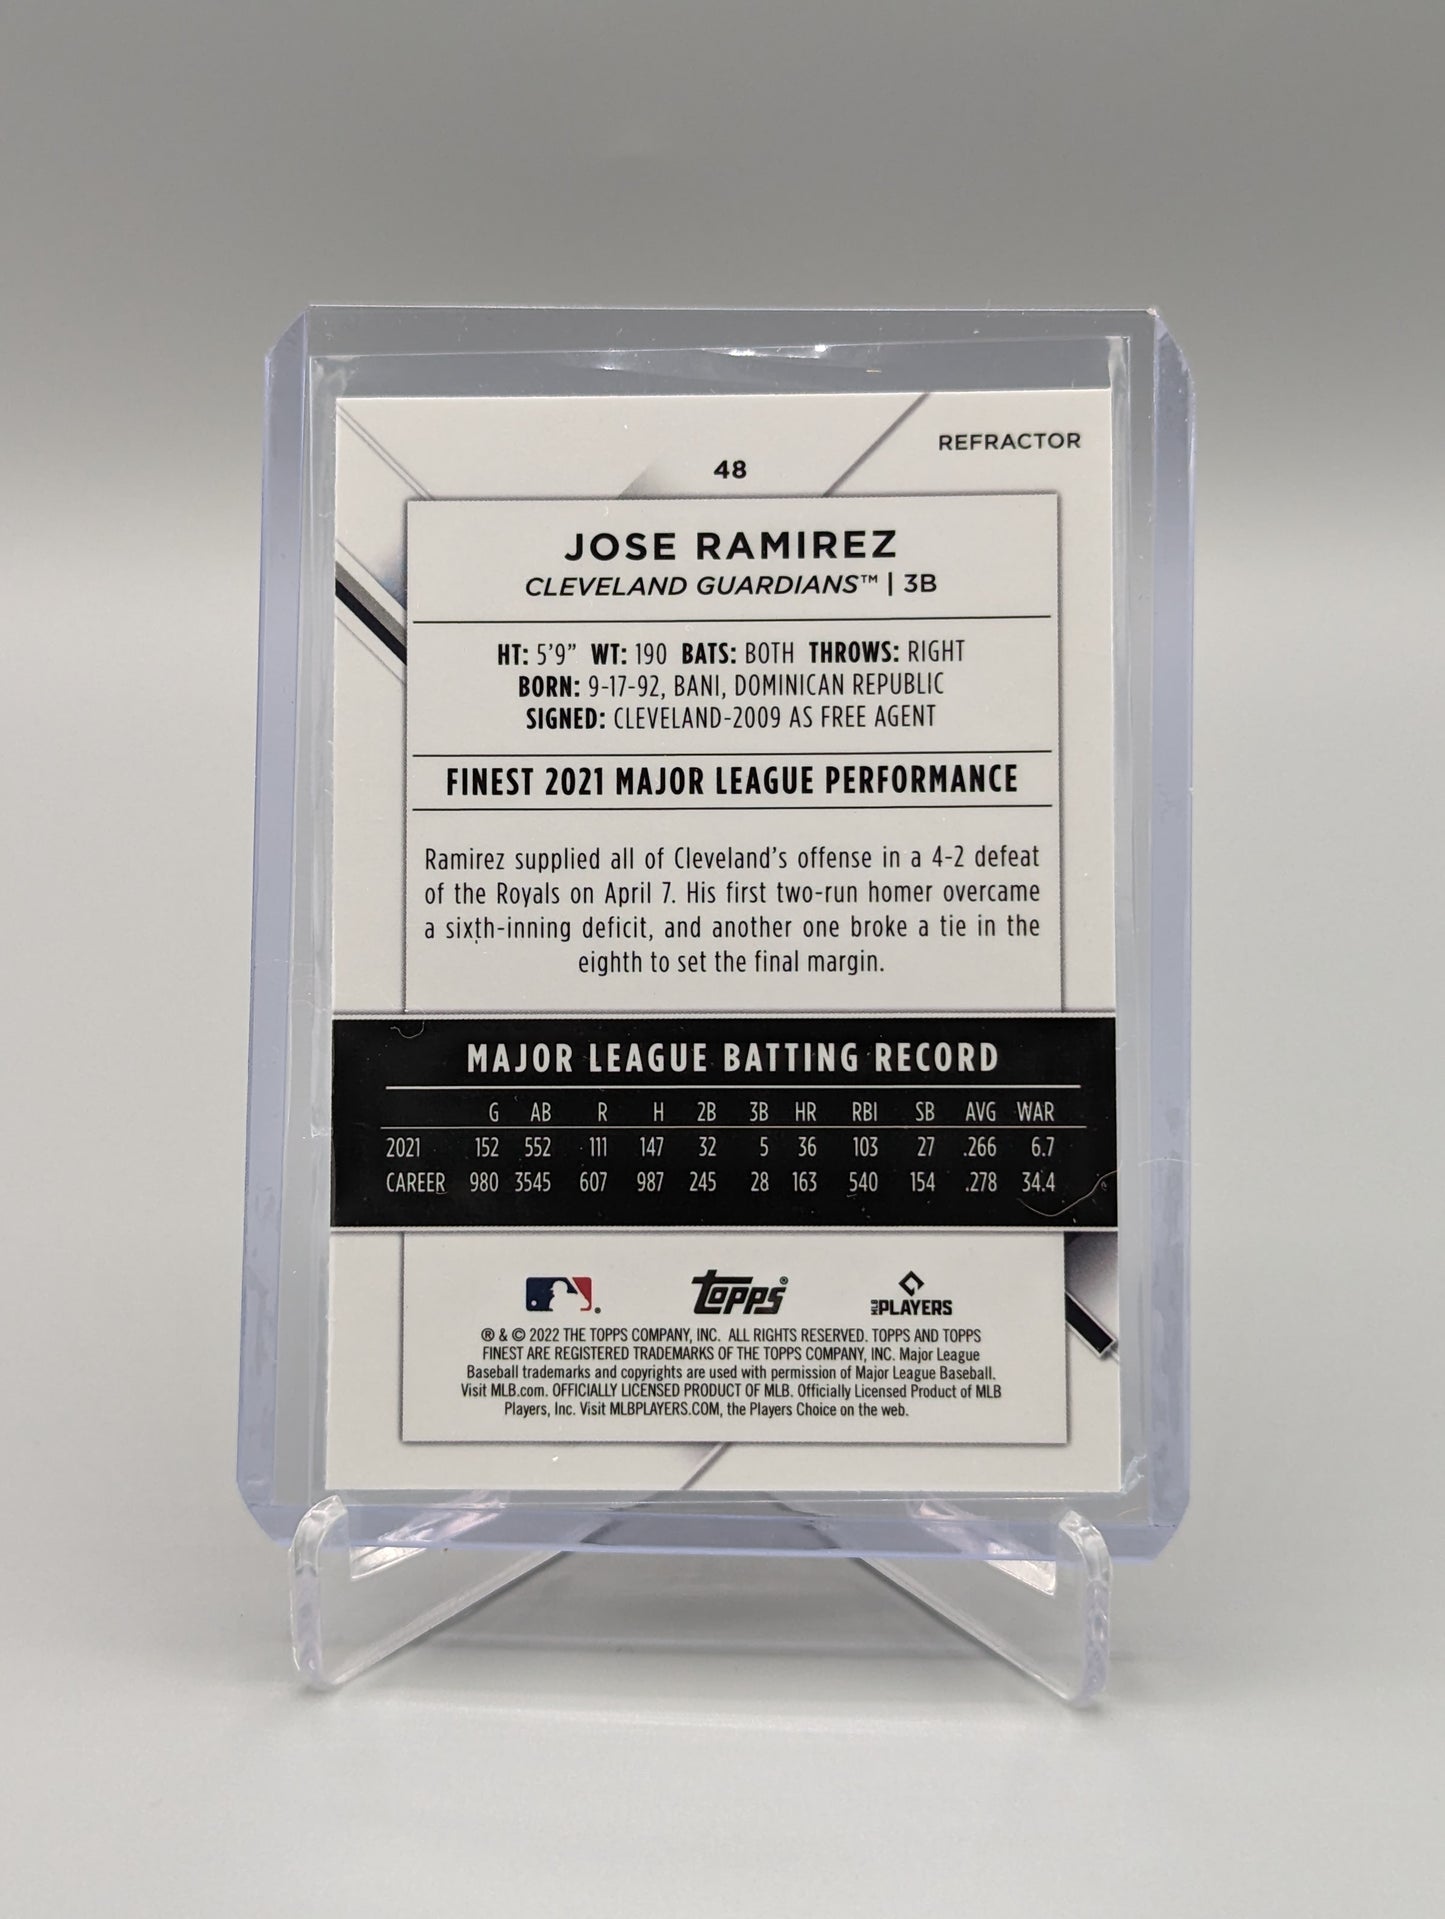 REFRACTOR
48
JOSE RAMIREZ
CLEVELAND GUARDIANS™ | 3B
HT: 5'9" WT: 190 BATS: BOTH THROWS: RIGHT
BORN: 9-17-92, BANI, DOMINICAN REPUBLIC
SIGNED: CLEVELAND-2009 AS FREE AGENT
FINEST 2021 MAJOR LEAGUE PERFORMANCE
Ramirez supplied all of Cleveland's offense in a 4-2 defeat
of the Royals on April 7. His first two-run homer overcame
a sixth-inning deficit, and another one broke a tie in the
eighth to set the final margin.
MAJOR LEAGUE BATTING RECORD
G AB R H 2B 3B HR RBI SB AVG WAR
2021 152 552 111 147 32 5 36 103 27 .266 6.7
CAREER 980 3545 607 987 245 28 163 540 154 .278 34.4
Topps® MLB PLAYERS
® & © 2022 THE TOPPS COMPANY, INC. ALL RIGHTS RESERVED. TOPPS AND TOPPS
FINEST ARE REGISTERED TRADEMARKS OF THE TOPPS COMPANY, INC. Major League
Baseball trademarks and copyrights are used with permission of Major League Baseball.
Visit MLB.com. OFFICIALLY LICENSED PRODUCT OF MLB. Officially Licensed Product of MLB
Players, Inc. Visit MLBPLAYERS.COM, the Players Choice on the web.